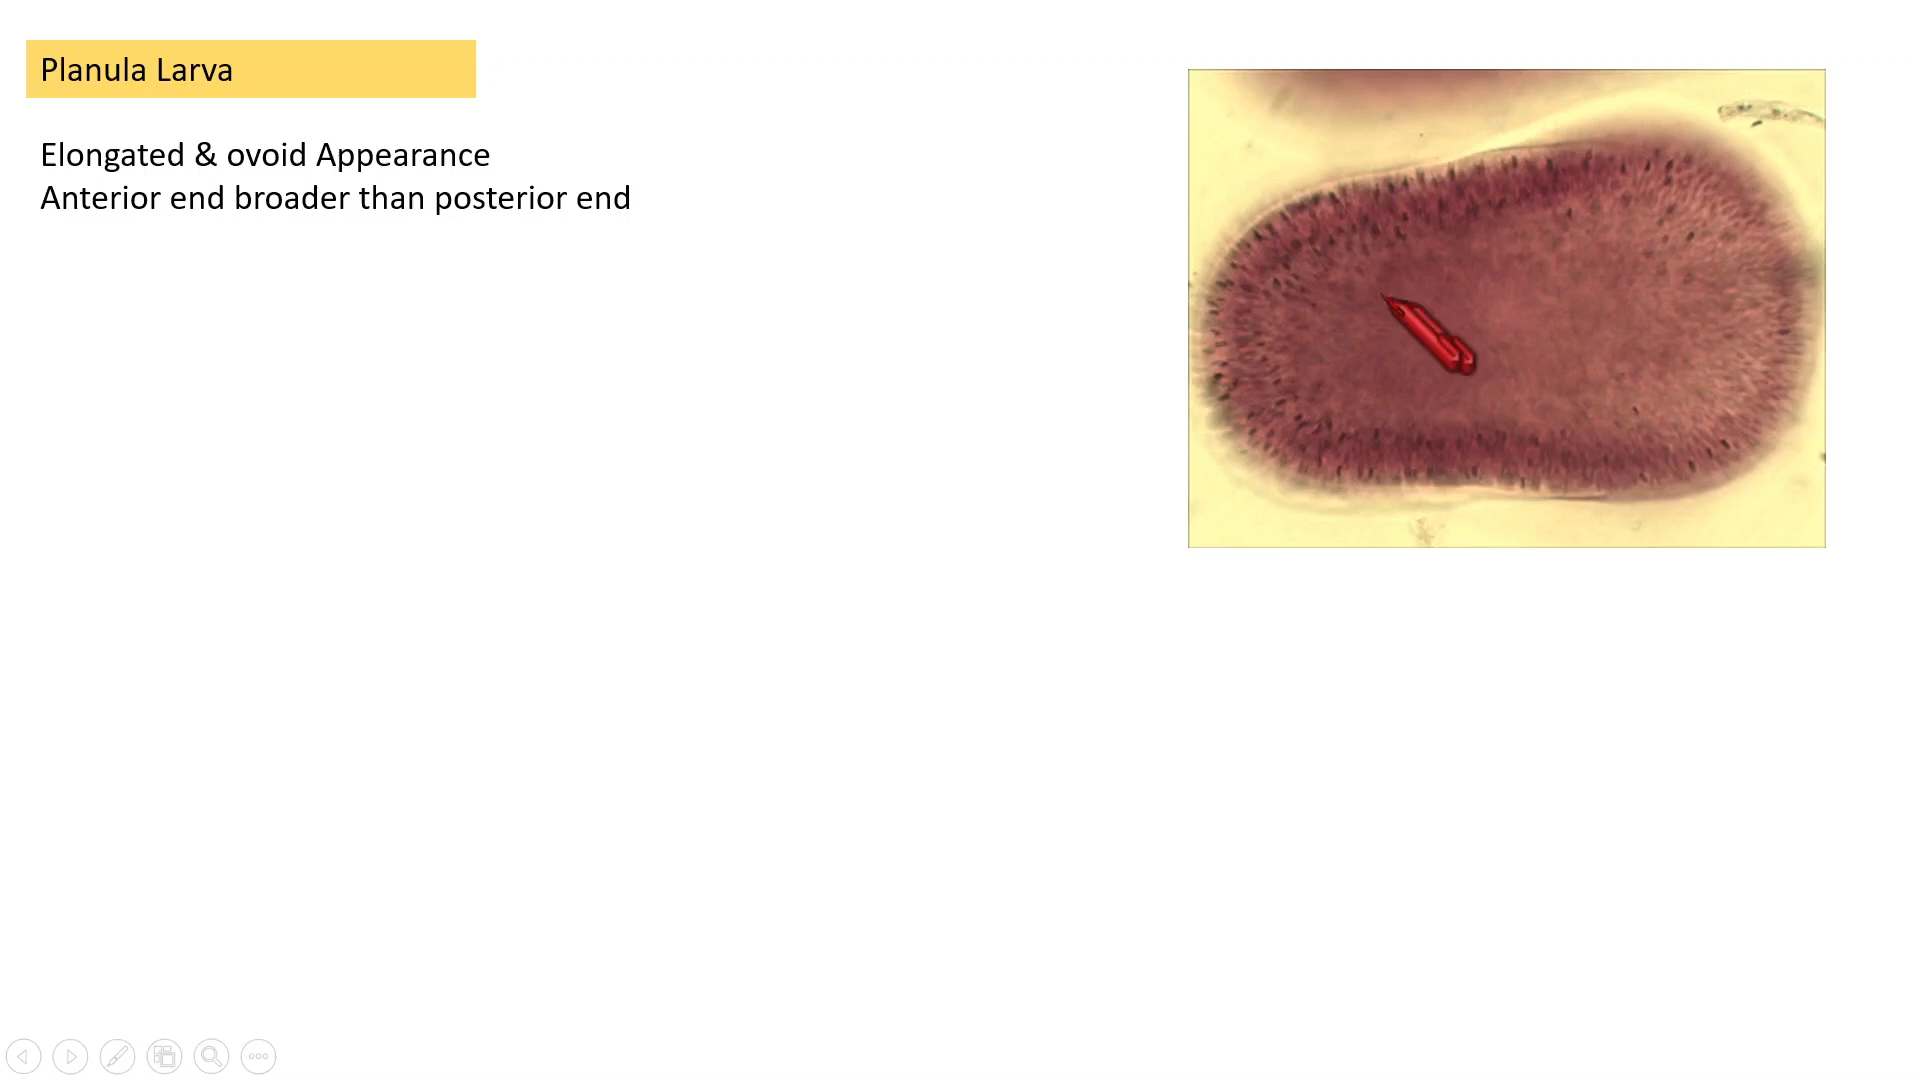 Planula Larva
Elongated & ovoid Appearance
Anterior end broader than posterior end